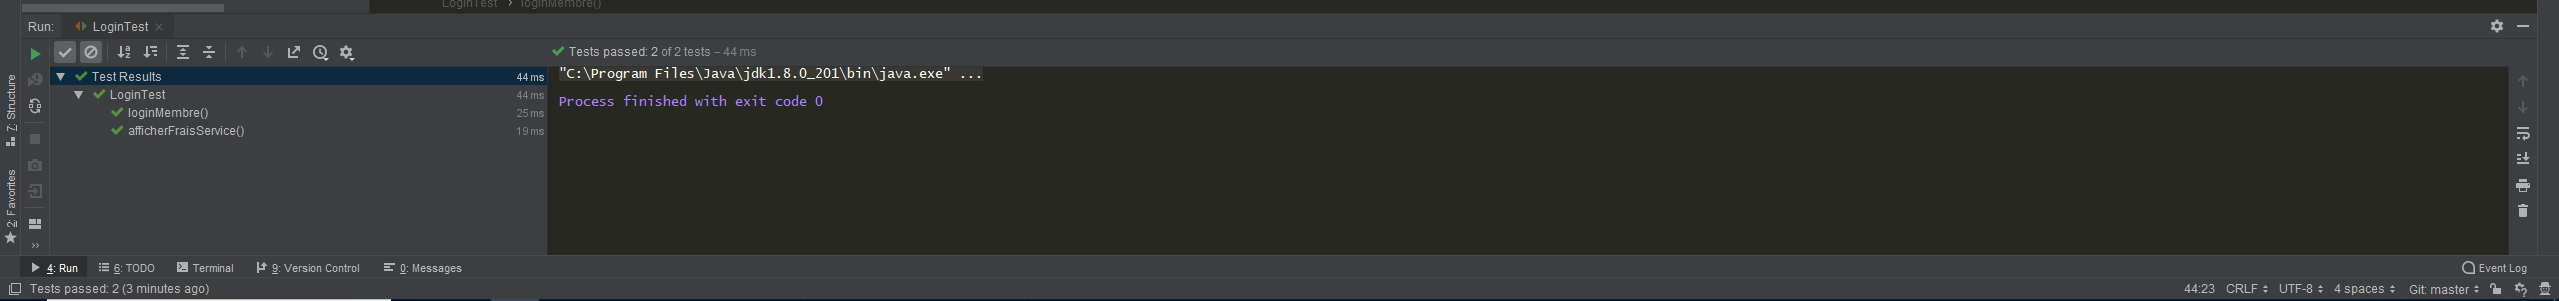 LoginTest › loginMembre()
Run: LoginTest
Tests passed: 2 of 2 tests – 44 ms
Test Results 44 ms
LoginTest 44 ms
loginMembre() 25 ms
afficherFraisService() 19 ms
"C:\Program Files\Java\jdk1.8.0_201\bin\java.exe" ...
Process finished with exit code 0
7: Structure
2: Favorites
4: Run 6: TODO Terminal 9: Version Control 0: Messages Event Log
Tests passed: 2 (3 minutes ago) 44:23 CRLF UTF-8 4 spaces Git: master